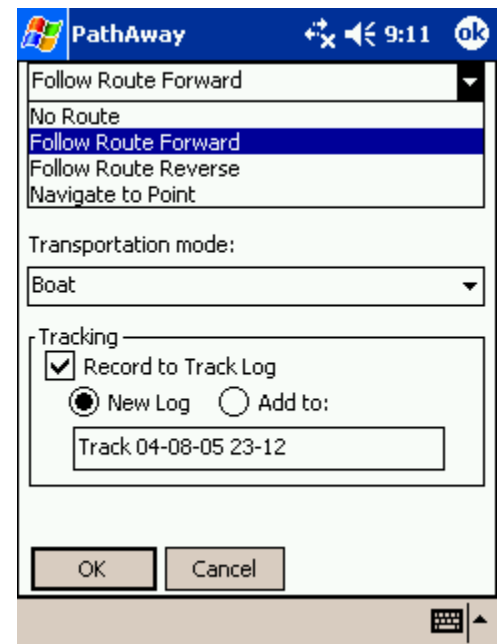 PathAway 9:11 ok
Follow Route Forward
No Route
Follow Route Forward
Follow Route Reverse
Navigate to Point
Transportation mode:
Boat
Tracking
Record to Track Log
New Log Add to:
Track 04-08-05 23-12
OK Cancel